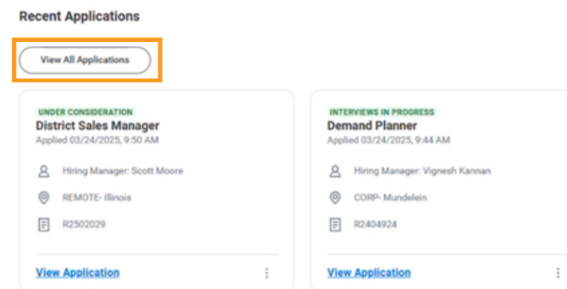 Recent Applications
View All Applications
UNDER CONSIDERATION
District Sales Manager
Applied 03/24/2025, 9:50 AM
Hiring Manager: Scott Moore
REMOTE- Illinois
R2502029
View Application
INTERVIEWS IN PROGRESS
Demand Planner
Applied 03/24/2025, 9:44 AM
Hiring Manager: Vignesh Kannan
CORP- Mundelein
R2404924
View Application